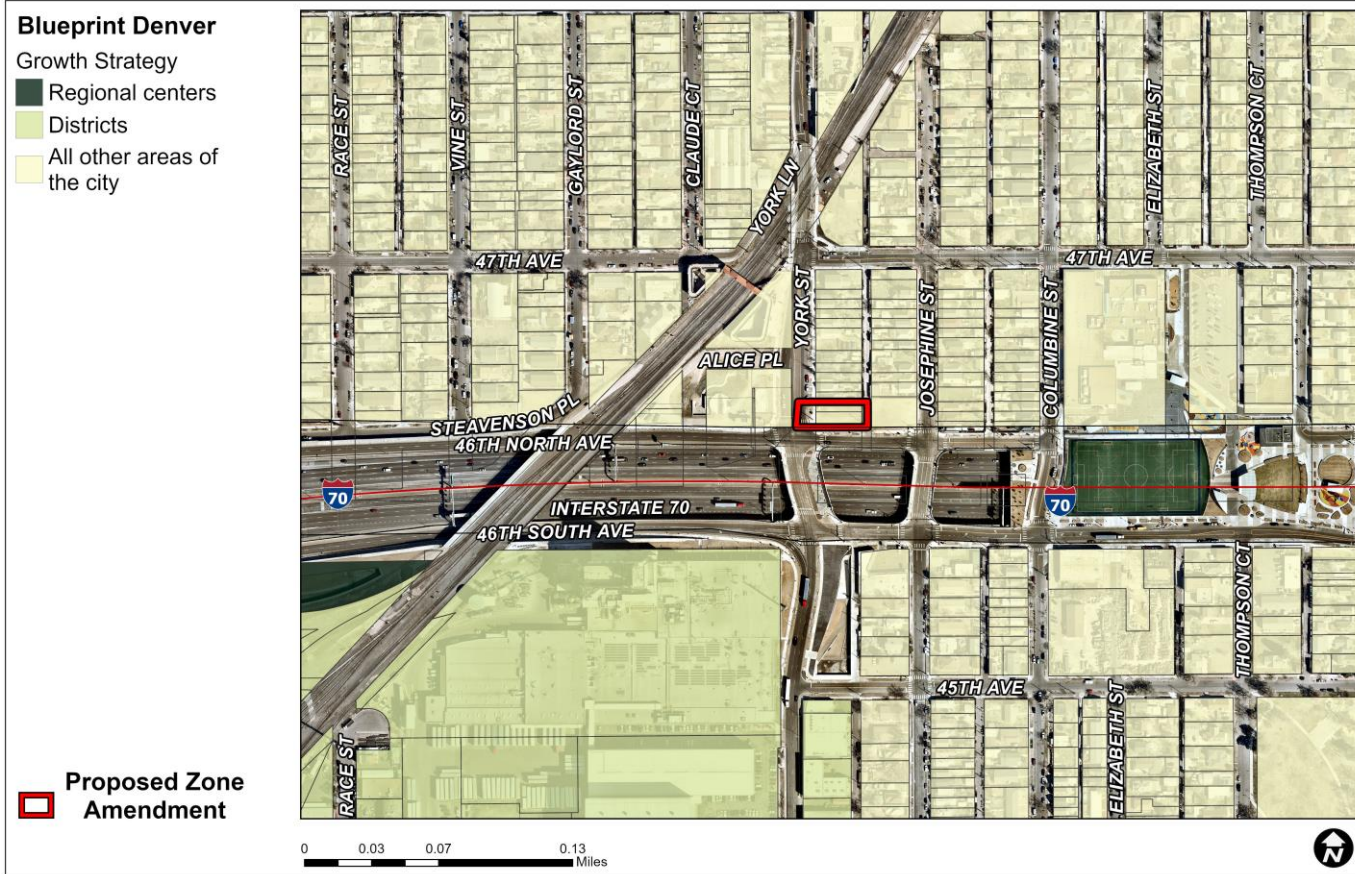 Blueprint Denver
Growth Strategy
Regional centers
Districts
All other areas of
the city
RACE ST
VINE ST
GAYLORD ST
CLAUDE CT
YORK LN
ELIZABETH ST
THOMPSON CT
47TH AVE
47TH AVE
YORK ST
JOSEPHINE ST
COLUMBINE ST
ALICE PL
STEAVENSON PL
46TH NORTH AVE
70
70
INTERSTATE 70
46TH SOUTH AVE
THOMPSON CT
45TH AVE
ELIZABETH ST
RACE ST
Proposed Zone
Amendment
0 0.03 0.07 0.13
Miles
N